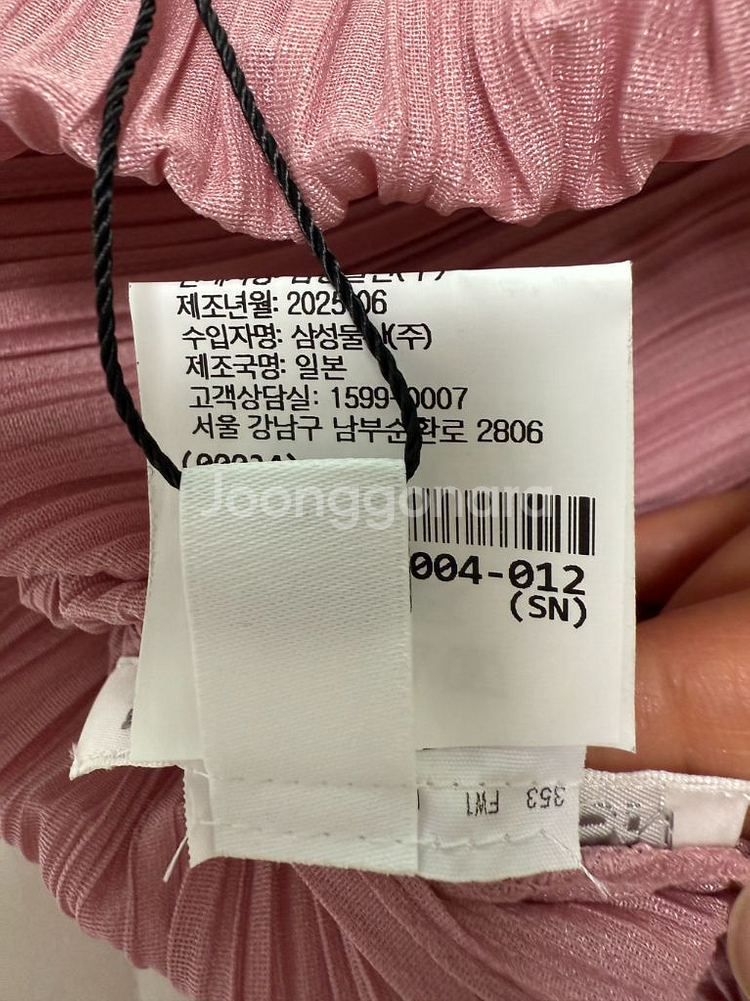 제조년월: 2025.06
수입자명: 삼성물산(주)
제조국명: 일본
고객상담실: 1599-0007
서울 강남구 남부순환로 2806
Joonggonara
004-012
(SN)
353 FW1